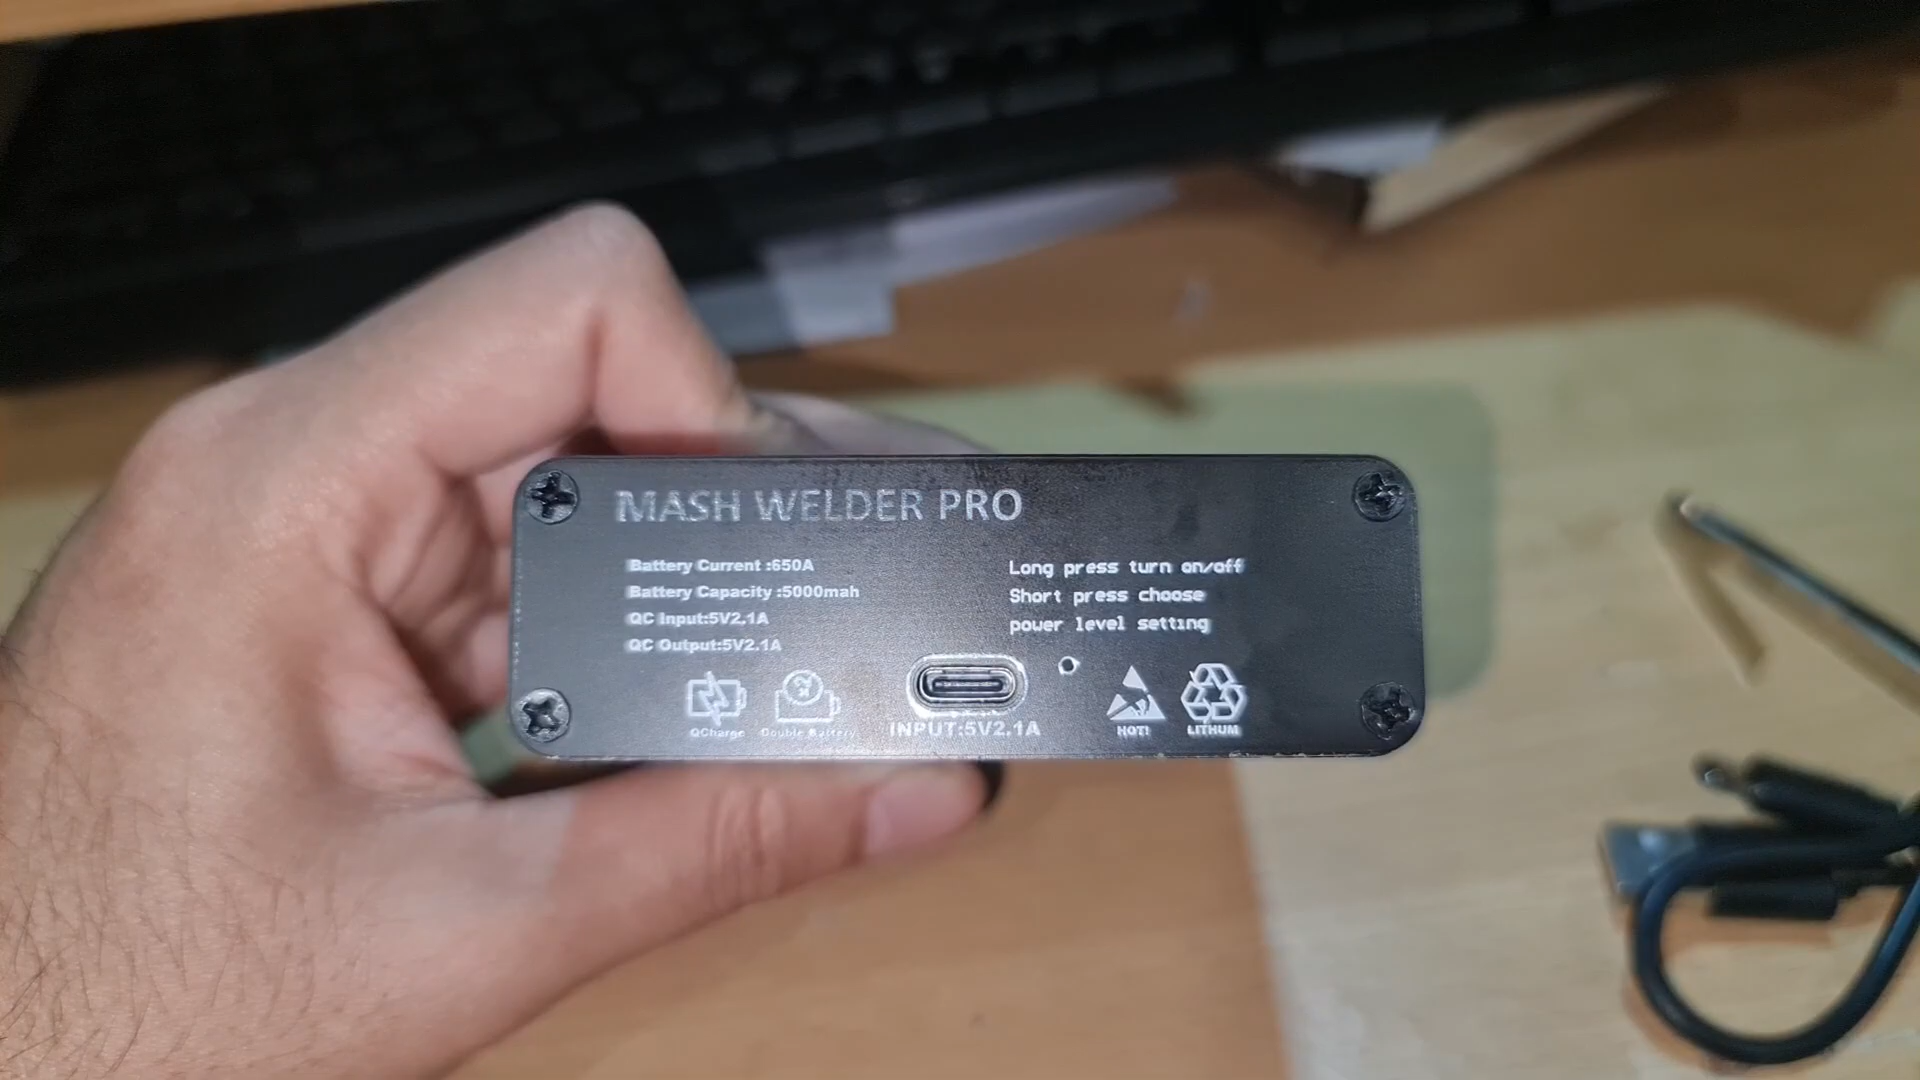 MASH WELDER PRO
Battery Current :650A
Battery Capacity :5000mah
QC Input:5V2.1A
QC Output:5V2.1A
Long press turn on/off
Short press choose
power level setting
QCharge
Double Battery
INPUT:5V2.1A
HOT!
LITHUM